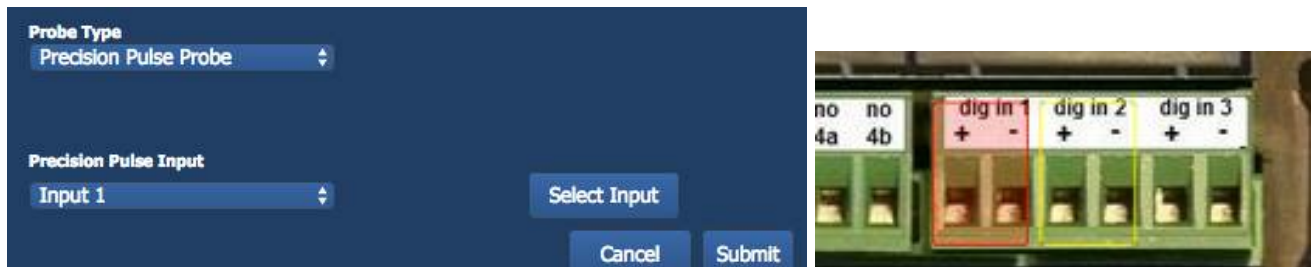 Probe Type
Precision Pulse Probe
Precision Pulse Input
Input 1
Select Input
Cancel
Submit
no no dig in 1 dig in 2 dig in 3
4a 4b + - + - + -